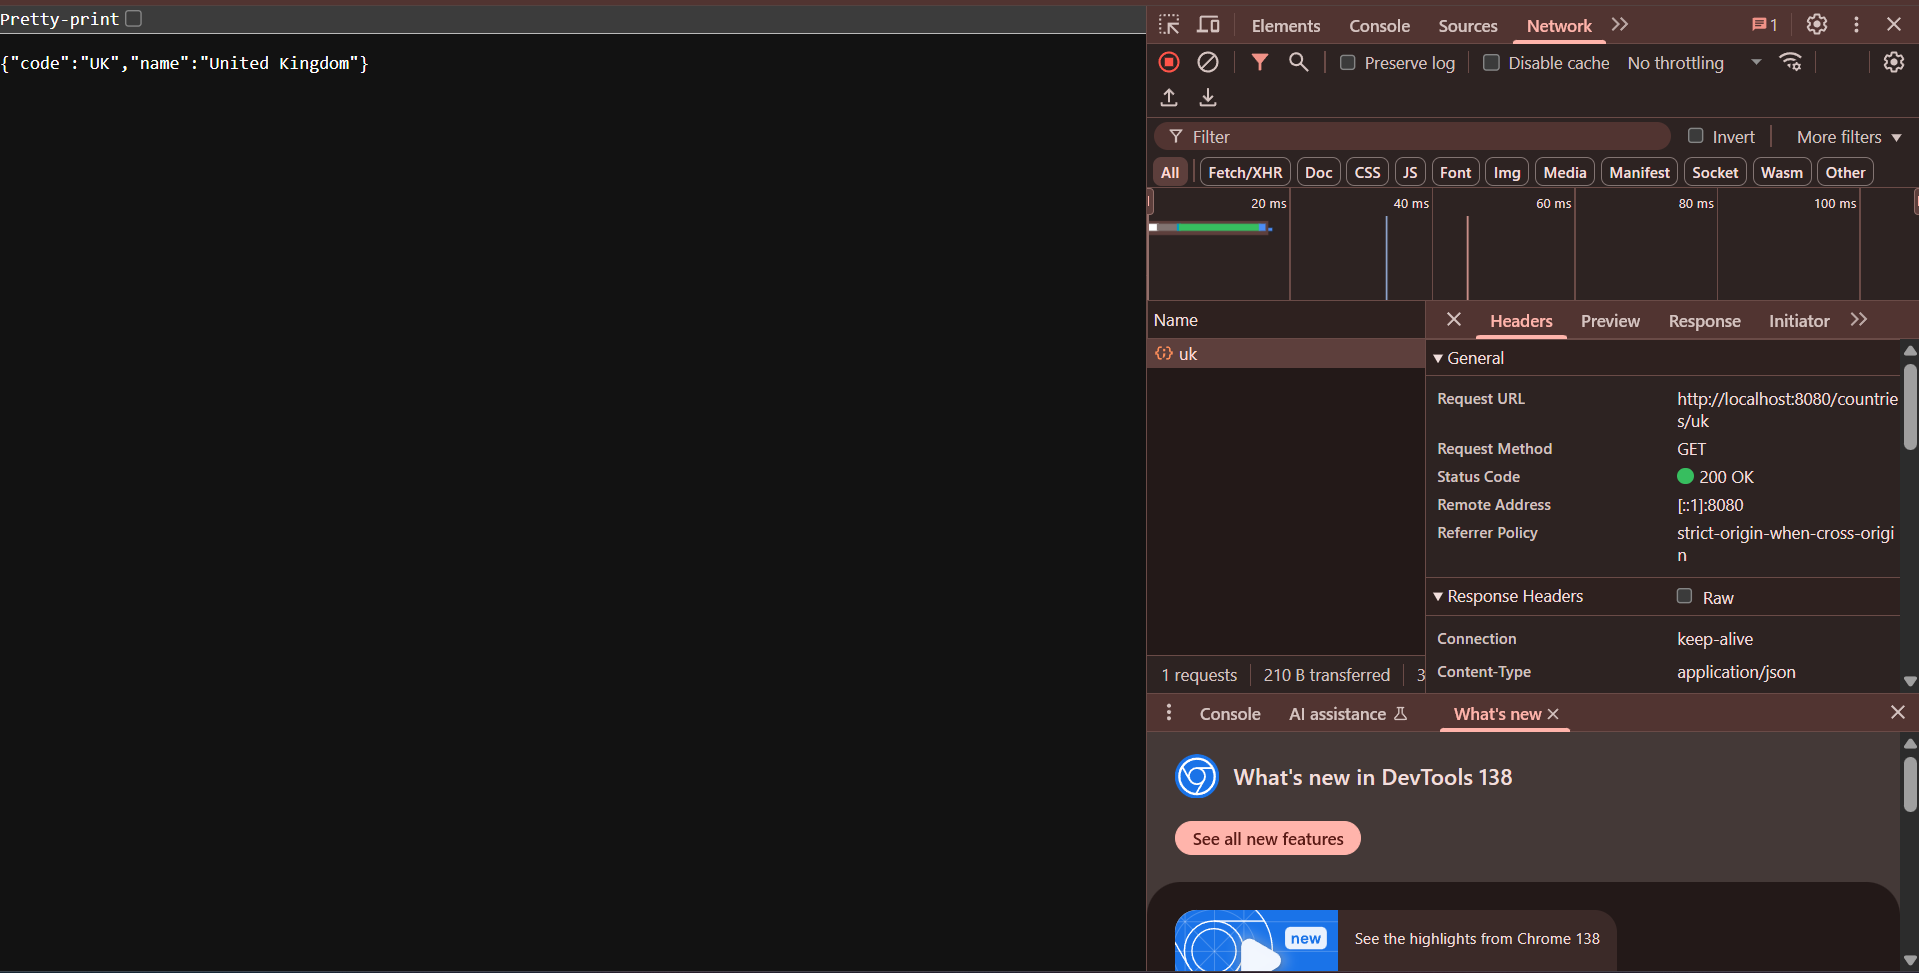 Pretty-print
{"code":"UK","name":"United Kingdom"}
Elements Console Sources Network 1
Preserve log Disable cache No throttling
Filter Invert More filters
All Fetch/XHR Doc CSS JS Font Img Media Manifest Socket Wasm Other
20 ms 40 ms 60 ms 80 ms 100 ms
Name
uk
1 requests 210 B transferred 3
Headers Preview Response Initiator
General
Request URL http://localhost:8080/countrie
s/uk
Request Method GET
Status Code 200 OK
Remote Address [::1]:8080
Referrer Policy strict-origin-when-cross-origi
n
Response Headers Raw
Connection keep-alive
Content-Type application/json
Console AI assistance What's new
What's new in DevTools 138
See all new features
new
See the highlights from Chrome 138